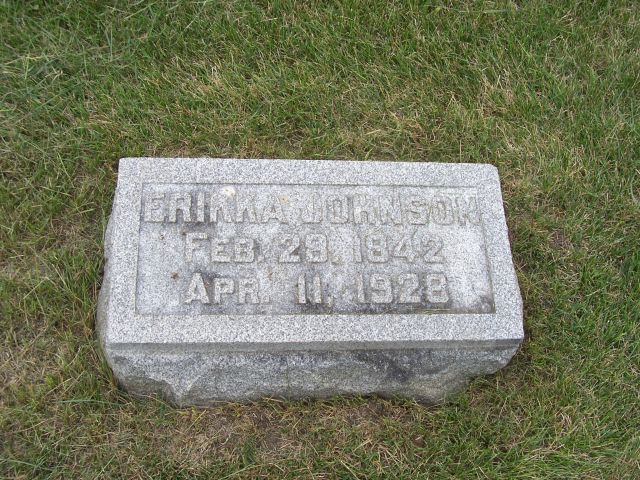 ERIKKA JOHNSON
FEB. 29, 1842
APR. 11, 1928